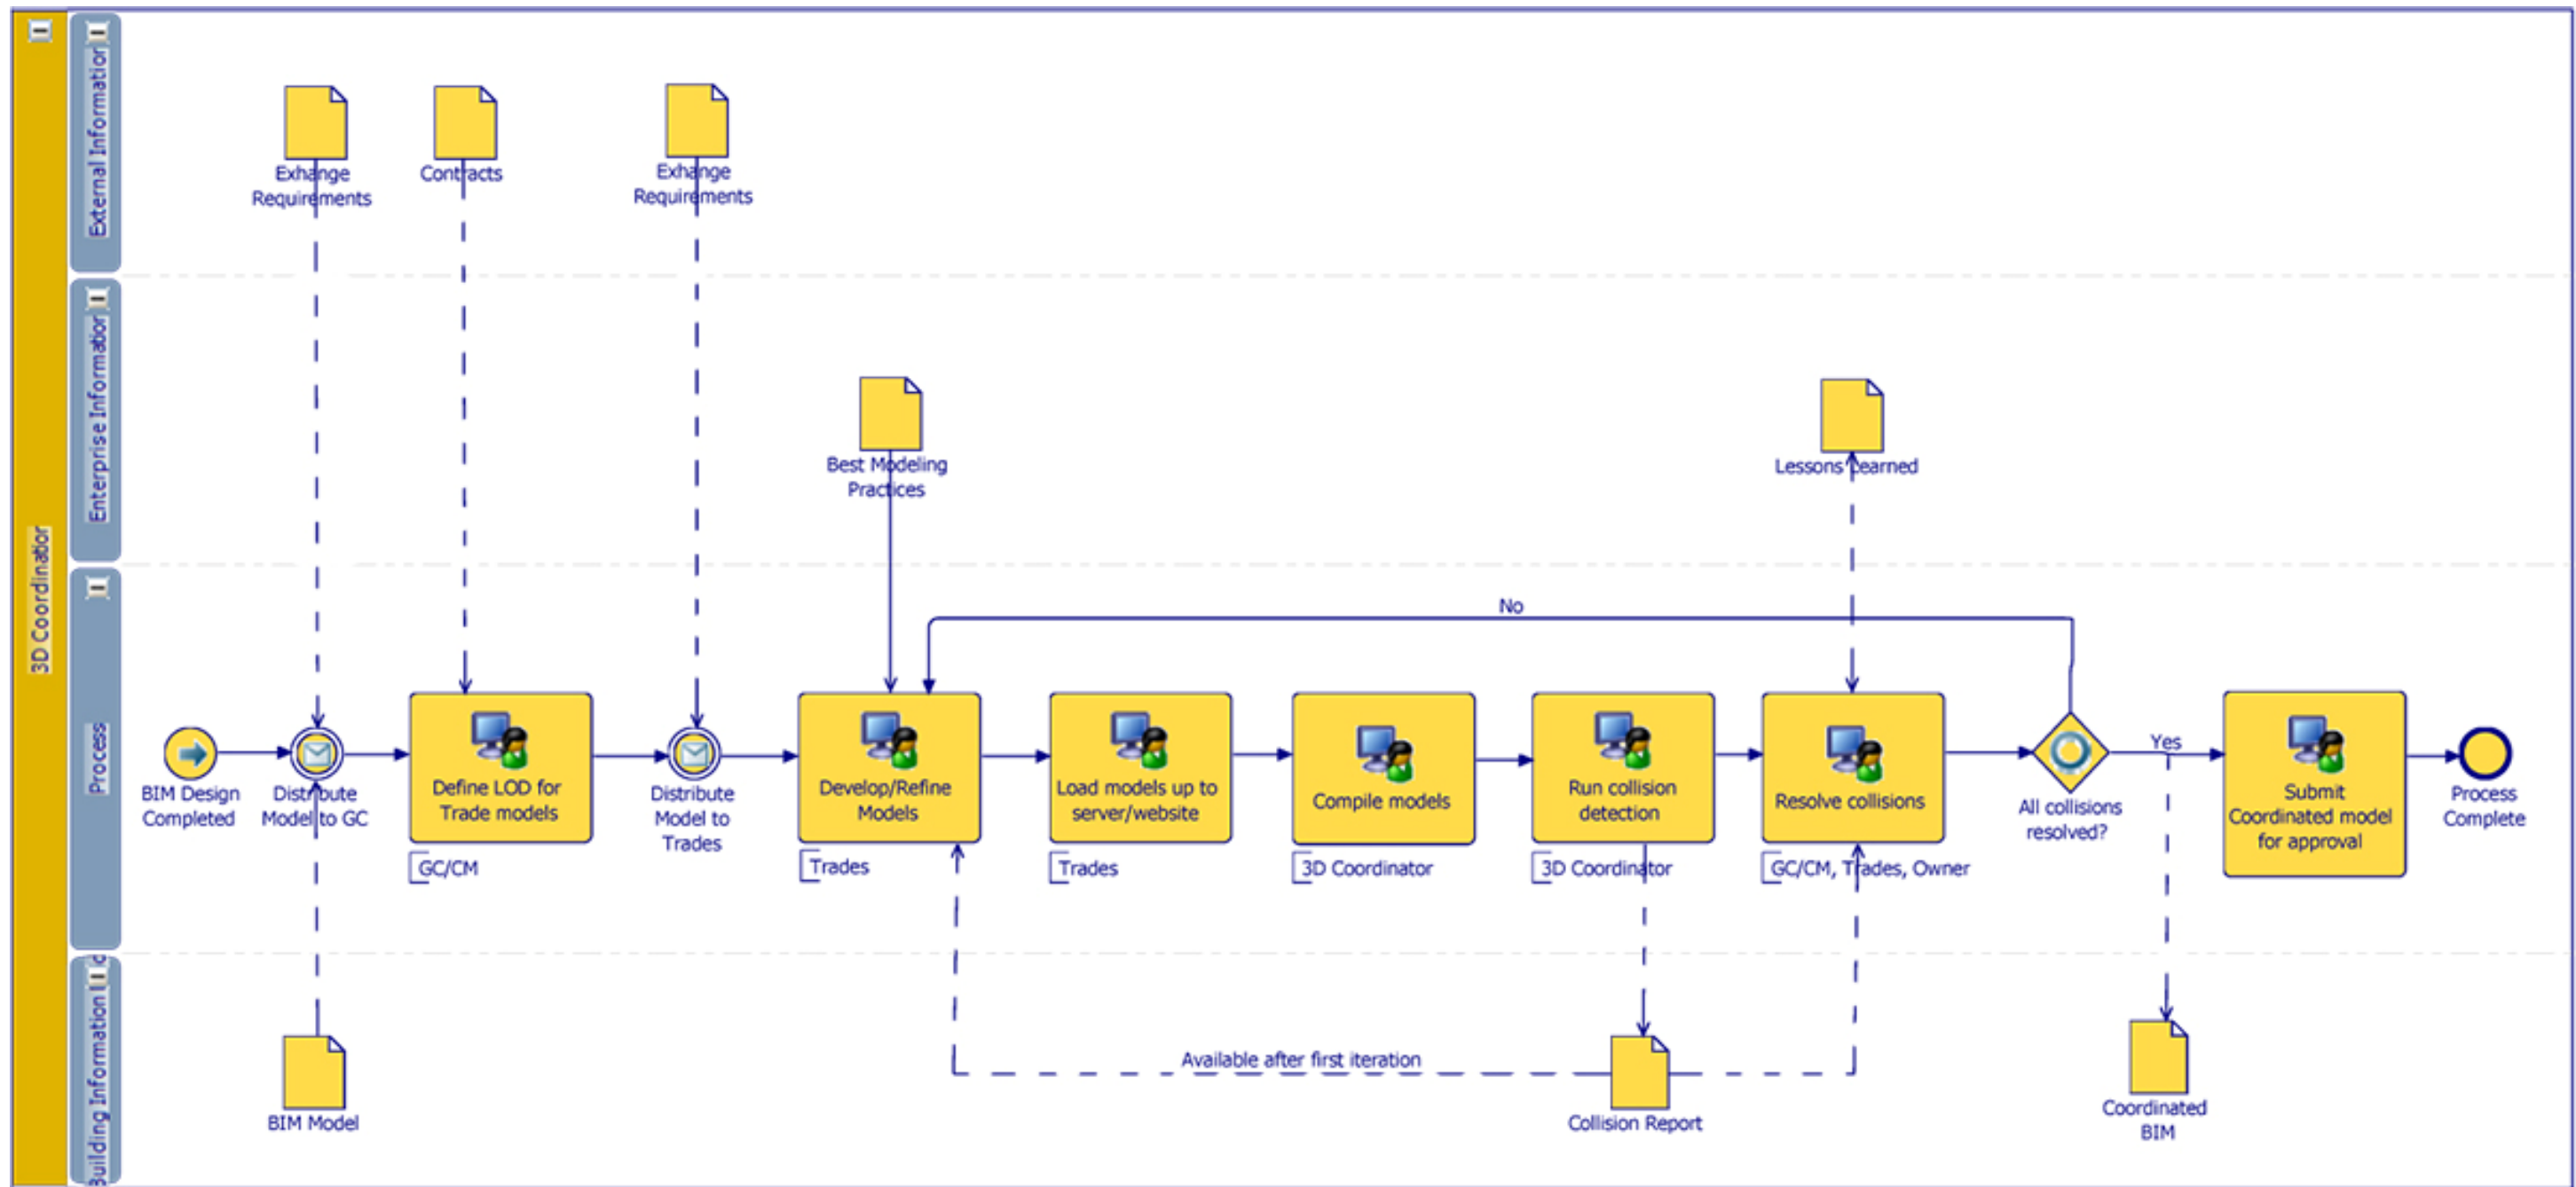 3D Coordination
External Information
Exhange
Requirements
Contracts
Exhange
Requirements
Enterprise Information
Best Modeling
Practices
Lessons Learned
Process
No
BIM Design
Completed
Distribute
Model to GC
Define LOD for
Trade models
GC/CM
Distribute
Model to
Trades
Develop/Refine
Models
Trades
Load models up to
server/website
Trades
Compile models
3D Coordinator
Run collision
detection
3D Coordinator
Resolve collisions
GC/CM, Trades, Owner
All collisions
resolved?
Yes
Submit
Coordinated model
for approval
Process
Complete
Building Information
Available after first iteration
BIM Model
Collision Report
Coordinated
BIM